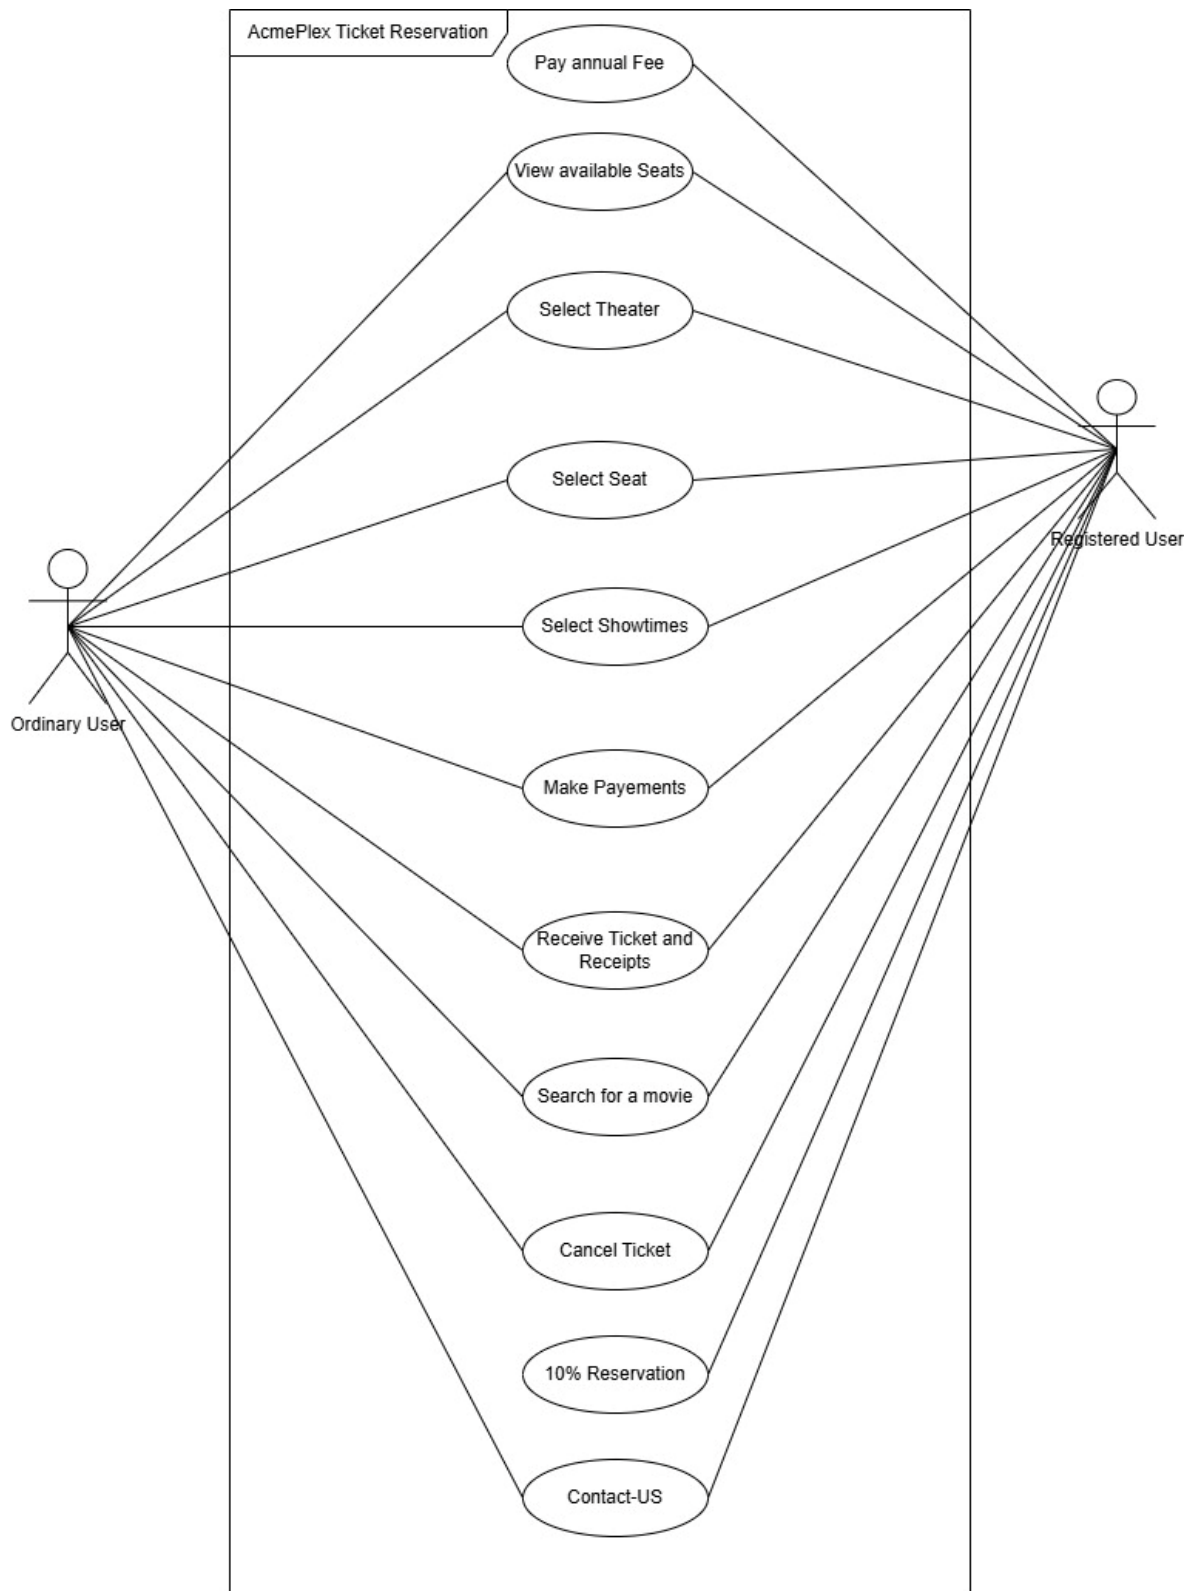 AcmePlex Ticket Reservation
Pay annual Fee
View available Seats
Select Theater
Select Seat
Registered User
Select Showtimes
Ordinary User
Make Payements
Receive Ticket and
Receipts
Search for a movie
Cancel Ticket
10% Reservation
Contact-US